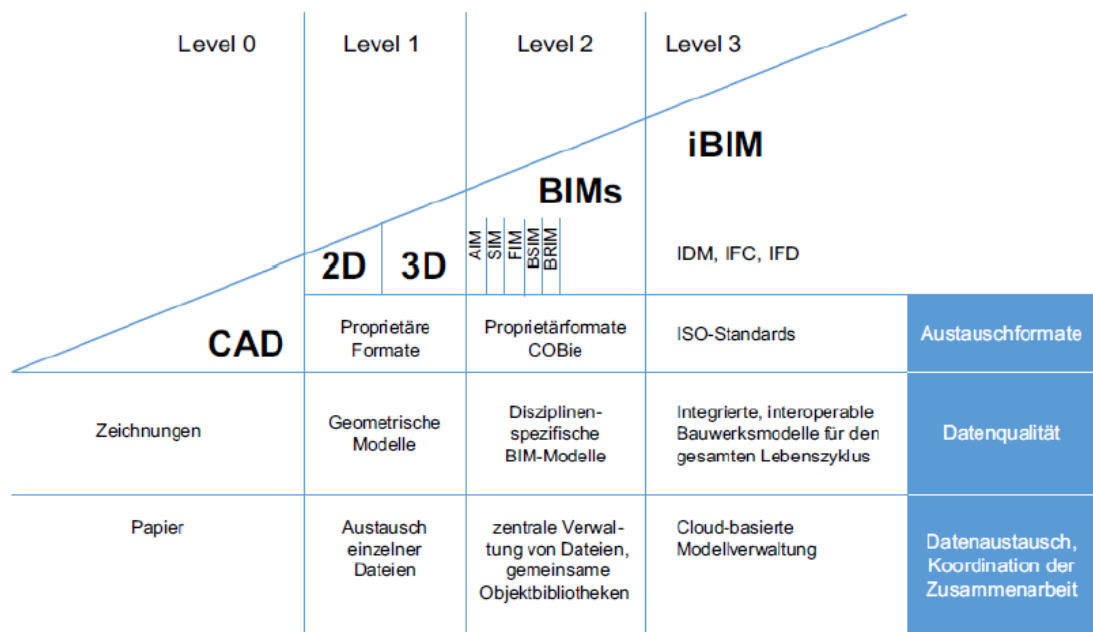 Level 0
Level 1
Level 2
Level 3
iBIM
BIMs
AIM
SIM
FIM
BSIM
BRIM
2D
3D
IDM, IFC, IFD
CAD
Proprietäre
Formate
Proprietärformate
COBie
ISO-Standards
Austauschformate
Zeichnungen
Geometrische
Modelle
Disziplinen-
spezifische
BIM-Modelle
Integrierte, interoperable
Bauwerksmodelle für den
gesamten Lebenszyklus
Datenqualität
Papier
Austausch
einzelner
Dateien
zentrale Verwal-
tung von Dateien,
gemeinsame
Objektbibliotheken
Cloud-basierte
Modellverwaltung
Datenaustausch,
Koordination der
Zusammenarbeit